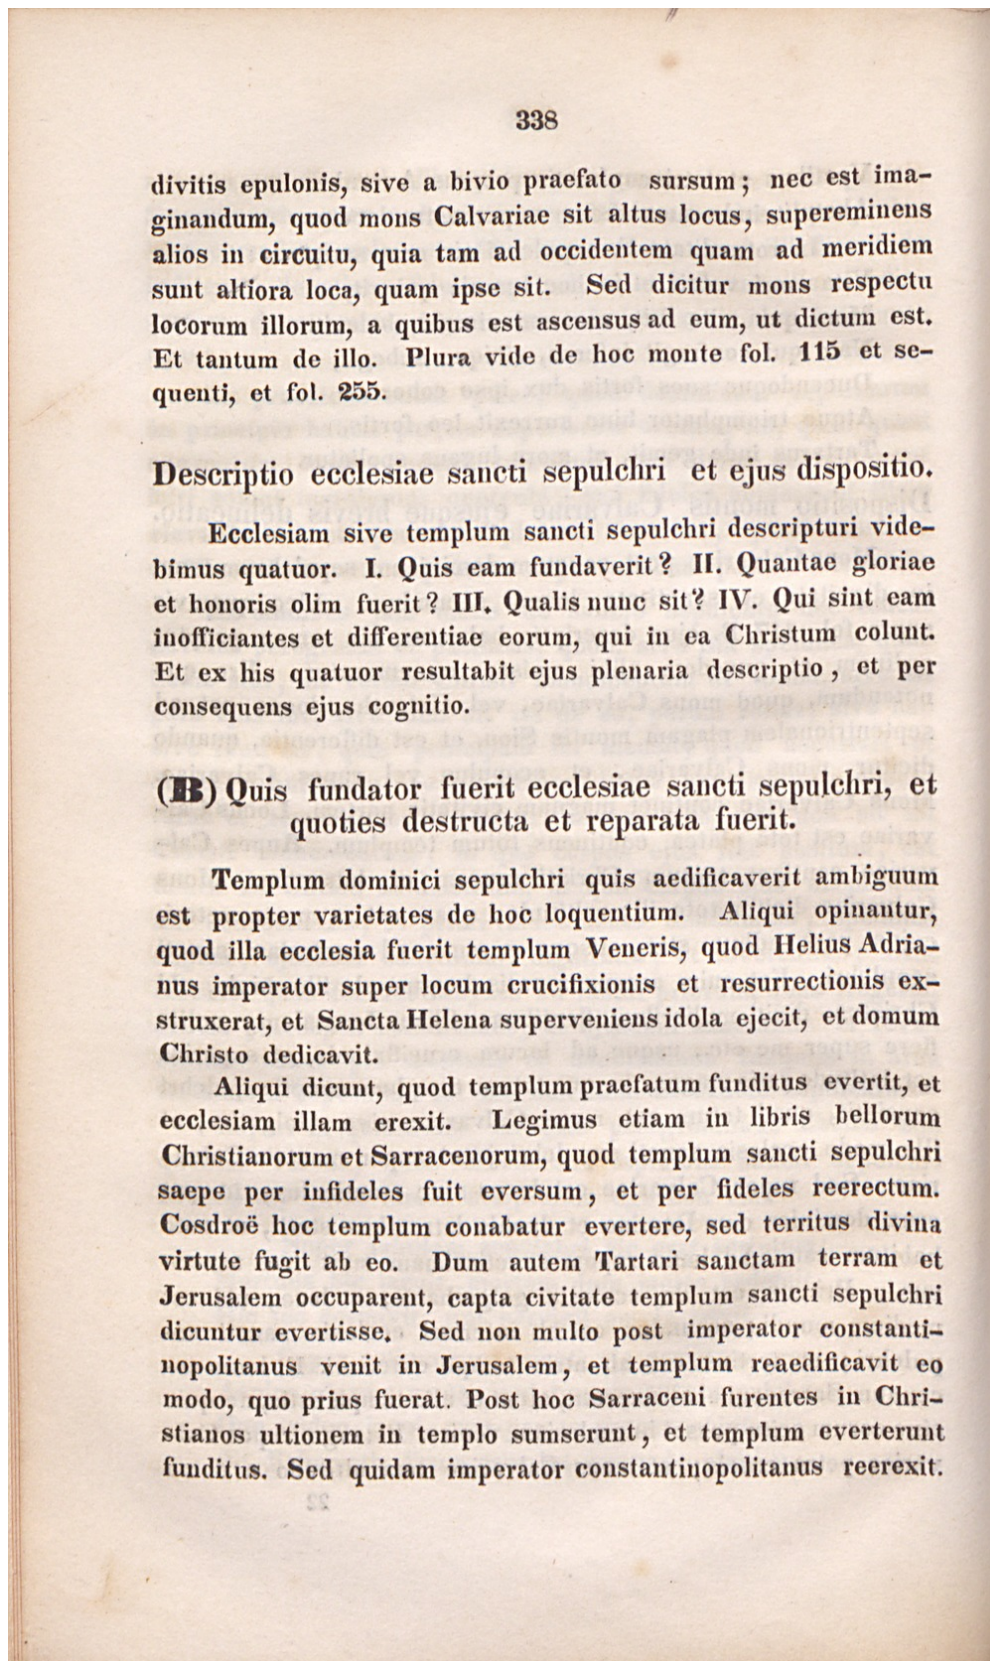 338
divitis epulonis, sive a bivio praefato sursum; nec est ima-
ginandum, quod mons Calvariae sit altus locus, supereminens
alios in circuitu, quia tam ad occidentem quam ad meridiem
sunt altiora loca, quam ipse sit. Sed dicitur mons respectu
locorum illorum, a quibus est ascensus ad eum, ut dictum est.
Et tantum de illo. Plura vide de hoc monte fol. 115 et se-
quenti, et fol. 255.
Descriptio ecclesiae sancti sepulchri et ejus dispositio.
Ecclesiam sive templum sancti sepulchri descripturi vide-
bimus quatuor. I. Quis eam fundaverit? II. Quantae gloriae
et honoris olim fuerit? III. Qualis nunc sit? IV. Qui sint eam
inofficiantes et differentiae eorum, qui in ea Christum colunt.
Et ex his quatuor resultabit ejus plenaria descriptio, et per
consequens ejus cognitio.
(B) Quis fundator fuerit ecclesiae sancti sepulchri, et
quoties destructa et reparata fuerit.
Templum dominici sepulchri quis aedificaverit ambiguum
est propter varietates de hoc loquentium. Aliqui opinantur,
quod illa ecclesia fuerit templum Veneris, quod Helius Adria-
nus imperator super locum crucifixionis et resurrectionis ex-
struxerat, et Sancta Helena superveniens idola ejecit, et domum
Christo dedicavit.
Aliqui dicunt, quod templum praefatum funditus evertit, et
ecclesiam illam erexit. Legimus etiam in libris bellorum
Christianorum et Sarracenorum, quod templum sancti sepulchri
saepe per infideles fuit eversum, et per fideles reerectum.
Cosdroë hoc templum conabatur evertere, sed territus divina
virtute fugit ab eo. Dum autem Tartari sanctam terram et
Jerusalem occuparent, capta civitate templum sancti sepulchri
dicuntur evertisse. Sed non multo post imperator constanti-
nopolitanus venit in Jerusalem, et templum reaedificavit eo
modo, quo prius fuerat. Post hoc Sarraceni furentes in Chri-
stianos ultionem in templo sumserunt, et templum everterunt
funditus. Sed quidam imperator constantinopolitanus reerexit.